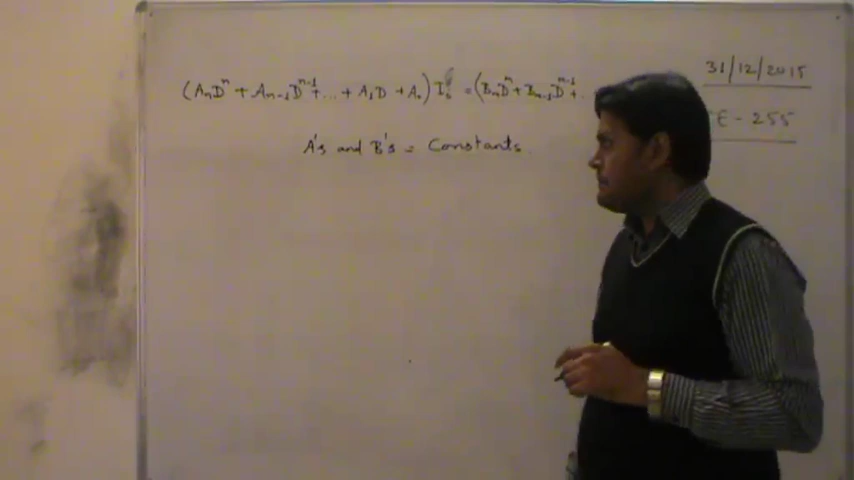 31/12/2015
(AₙDⁿ + Aₙ₋₁Dⁿ⁻¹+ ... + A₁D + A₀) I₀ = (BₙDⁿ + Bₙ₋₁Dⁿ⁻¹+ .
E - 255
A's and B's = Constants.